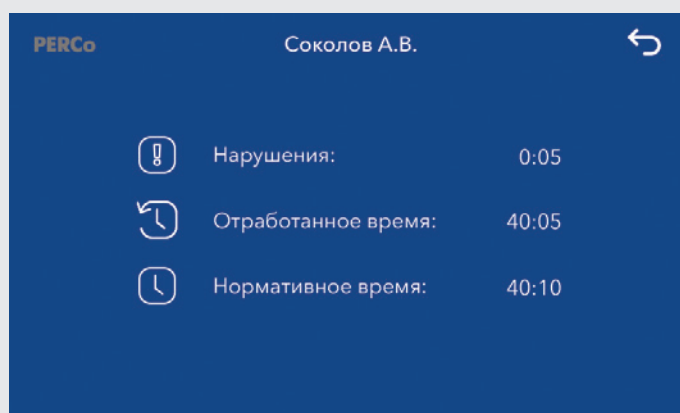 PERCo Соколов А.В.
Нарушения: 0:05
Отработанное время: 40:05
Нормативное время: 40:10